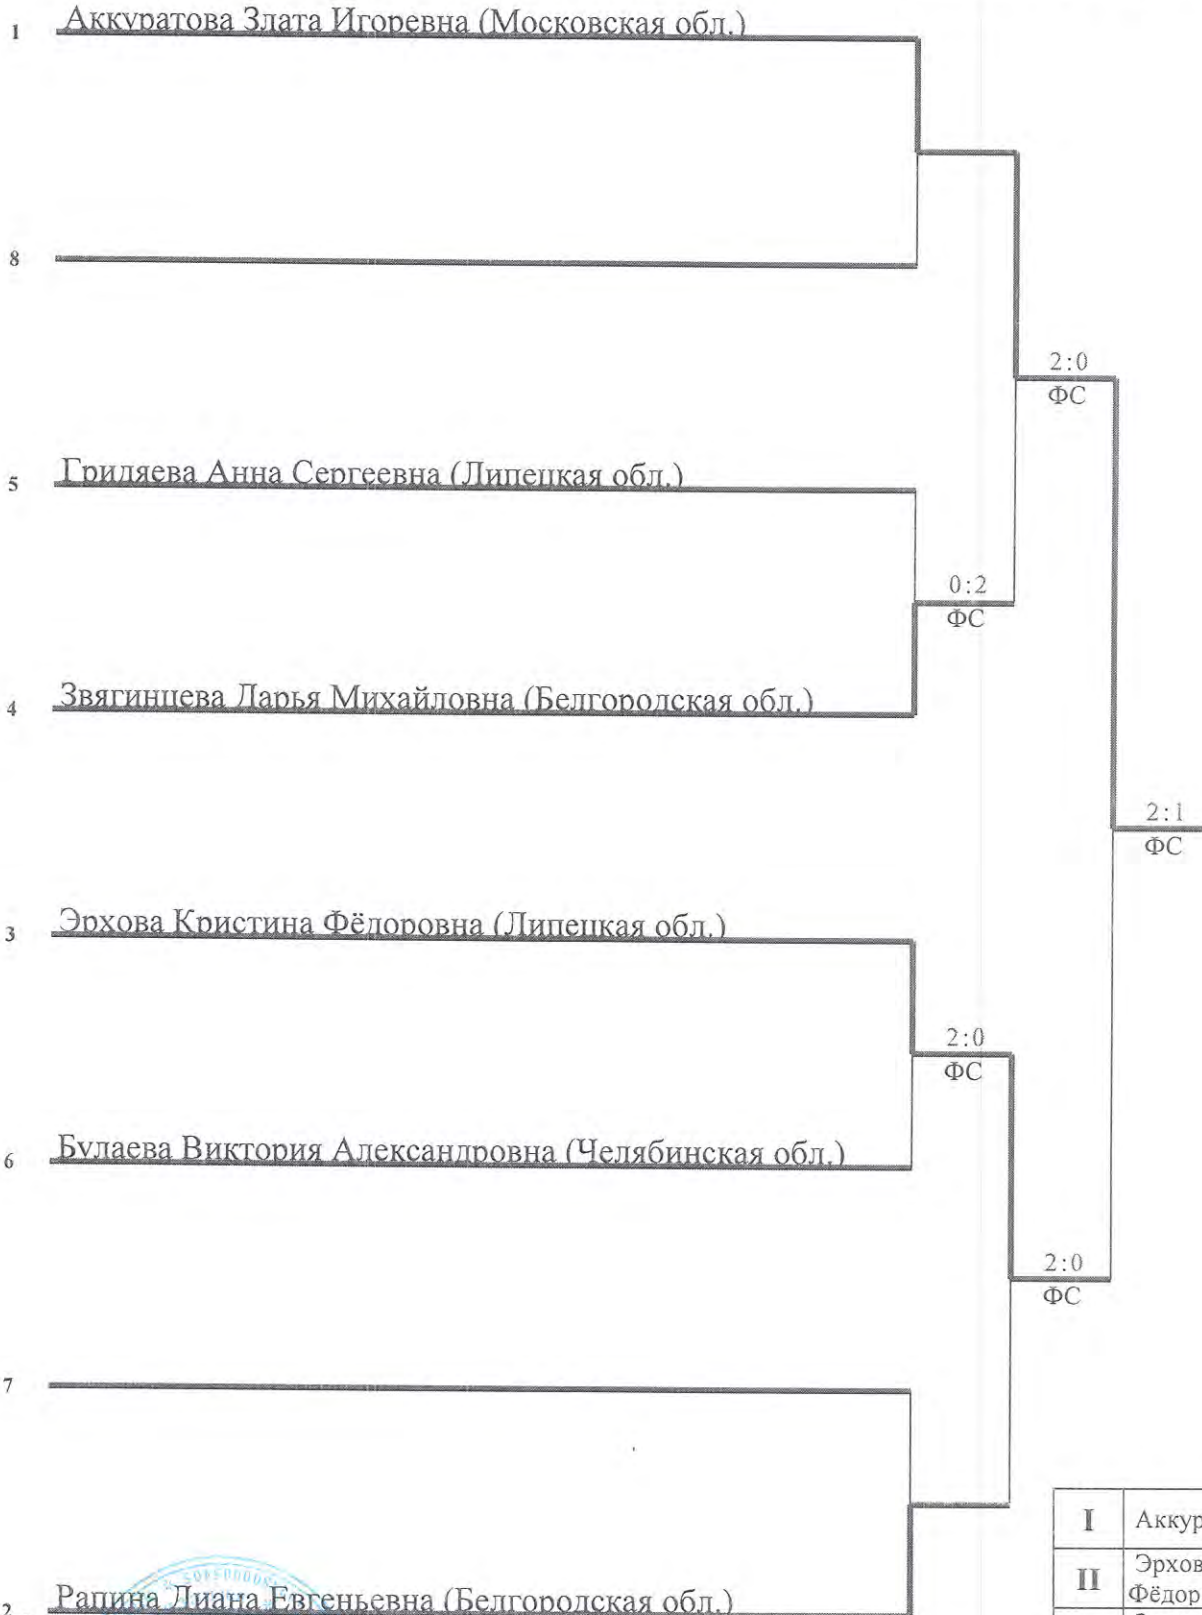 1 Аккуратова Злата Игоревна (Московская обл.)
8
2:0
ФС
5 Гридяева Анна Сергеевна (Липецкая обл.)
0:2
ФС
4 Звягинцева Дарья Михайловна (Белгородская обл.)
2:1
ФС
3 Эрхова Кристина Фёдоровна (Липецкая обл.)
2:0
ФС
6 Булаева Виктория Александровна (Челябинская обл.)
2:0
ФС
7
I Аккур
II Эрхов
Фёдор
2 Рапина Диана Евгеньевна (Белгородская обл.)